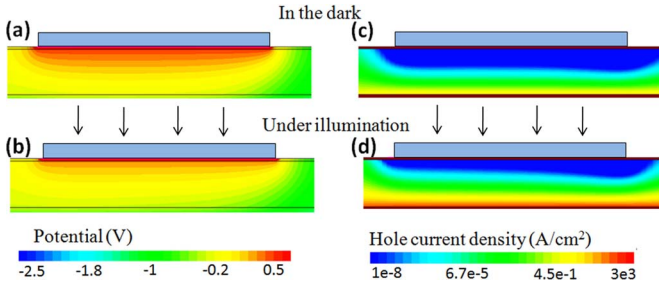 In the dark
(a)
(c)
Under illumination
(b)
(d)
Potential (V)
-2.5 -1.8 -1 -0.2 0.5
Hole current density (A/cm²)
1e-8 6.7e-5 4.5e-1 3e3